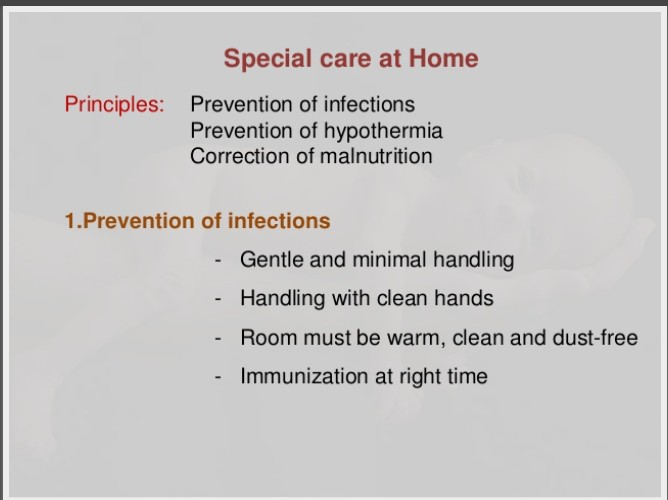 Special care at Home
Principles: Prevention of infections
Prevention of hypothermia
Correction of malnutrition
1.Prevention of infections
- Gentle and minimal handling
- Handling with clean hands
- Room must be warm, clean and dust-free
- Immunization at right time